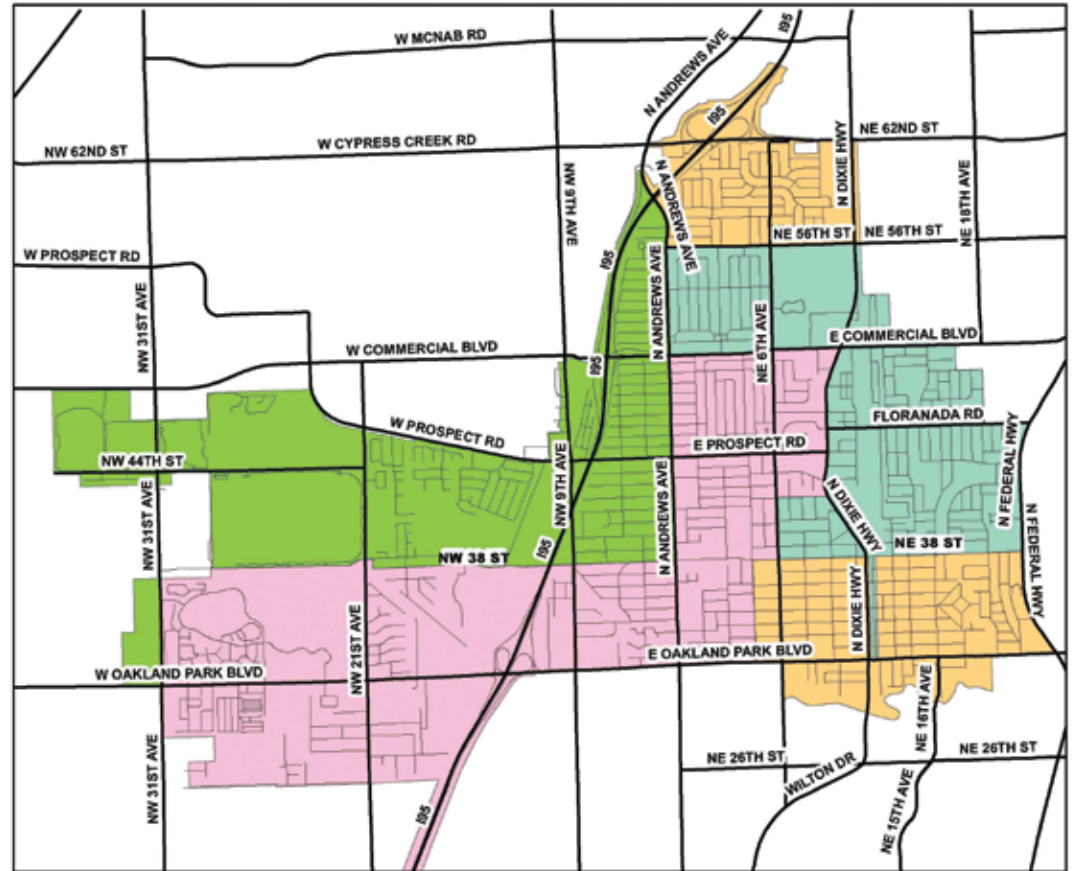 W MCNAB RD
N ANDREWS AVE
I95
I95
NW 62ND ST
W CYPRESS CREEK RD
NE 62ND ST
N DIXIE HWY
NW 9TH AVE
N ANDREWS AVE
NE 18TH AVE
W PROSPECT RD
NE 56TH ST
NE 56TH ST
I95
N ANDREWS AVE
NW 31ST AVE
NE 6TH AVE
W COMMERCIAL BLVD
E COMMERCIAL BLVD
I95
FLORANADA RD
W PROSPECT RD
E PROSPECT RD
NW 44TH ST
NW 9TH AVE
N FEDERAL HWY
NW 31ST AVE
N ANDREWS AVE
N DIXIE HWY
N FEDERAL HWY
I95
NW 38 ST
NE 38 ST
NW 21ST AVE
N DIXIE HWY
W OAKLAND PARK BLVD
E OAKLAND PARK BLVD
NE 16TH AVE
NW 31ST AVE
NE 26TH ST
NE 26TH ST
WILTON DR
I95
NE 15TH AVE